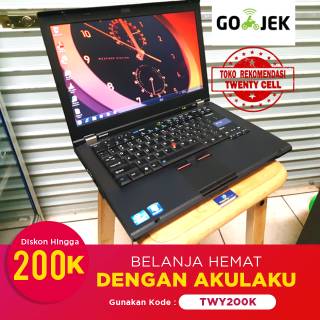 GOJEK
TOKO REKOMENDASI
TWENTY CELL
Diskon Hingga
200K
BELANJA HEMAT
DENGAN AKULAKU
Gunakan Kode : TWY200K